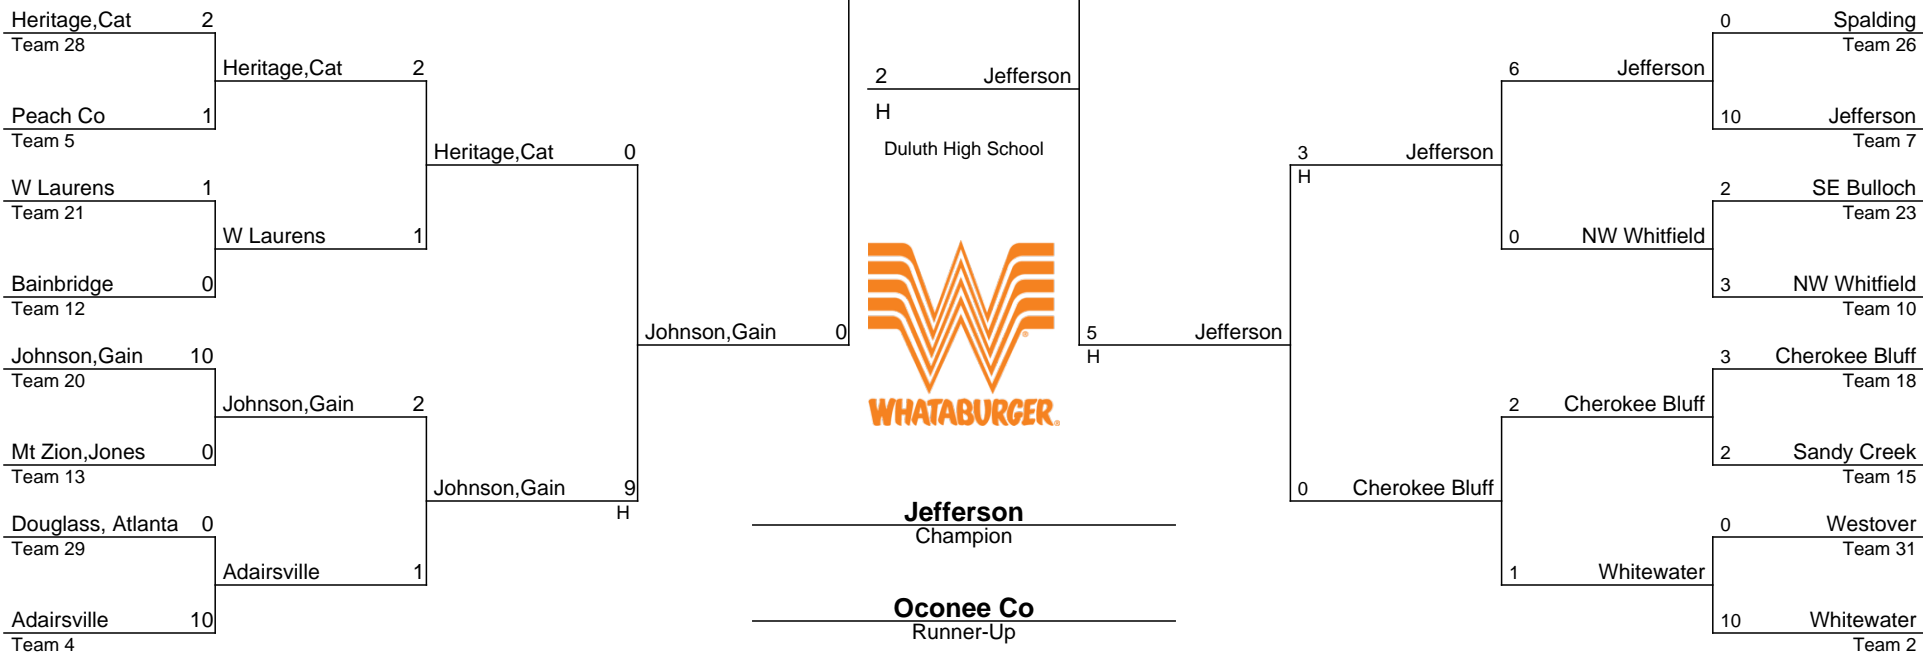 Heritage,Cat 2
Team 28
Heritage,Cat 2
Peach Co 1
Team 5
Heritage,Cat 0
W Laurens 1
Team 21
W Laurens 1
Bainbridge 0
Team 12
Johnson,Gain 0
Johnson,Gain 10
Team 20
Johnson,Gain 2
Mt Zion,Jones 0
Team 13
Johnson,Gain 9
H
Douglass, Atlanta 0
Team 29
Adairsville 1
Adairsville 10
Team 4
2 Jefferson
H
Duluth High School
WHATABURGER®
Jefferson
Champion
Oconee Co
Runner-Up
5 Jefferson
H
3 Jefferson
H
0 Cherokee Bluff
6 Jefferson
0 NW Whitfield
2 Cherokee Bluff
1 Whitewater
0 Spalding
Team 26
10 Jefferson
Team 7
2 SE Bulloch
Team 23
3 NW Whitfield
Team 10
3 Cherokee Bluff
Team 18
2 Sandy Creek
Team 15
0 Westover
Team 31
10 Whitewater
Team 2